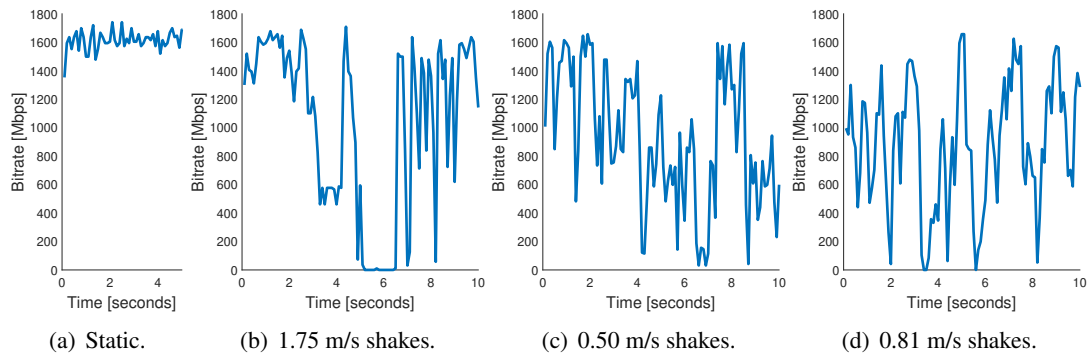 Bitrate [Mbps]
1800
1600
1400
1200
1000
800
600
400
200
0
0 2 4
Time [seconds]
(a) Static.
Bitrate [Mbps]
1800
1600
1400
1200
1000
800
600
400
200
0
0 2 4 6 8 10
Time [seconds]
(b) 1.75 m/s shakes.
Bitrate [Mbps]
1800
1600
1400
1200
1000
800
600
400
200
0
0 2 4 6 8 10
Time [seconds]
(c) 0.50 m/s shakes.
Bitrate [Mbps]
1800
1600
1400
1200
1000
800
600
400
200
0
0 2 4 6 8 10
Time [seconds]
(d) 0.81 m/s shakes.